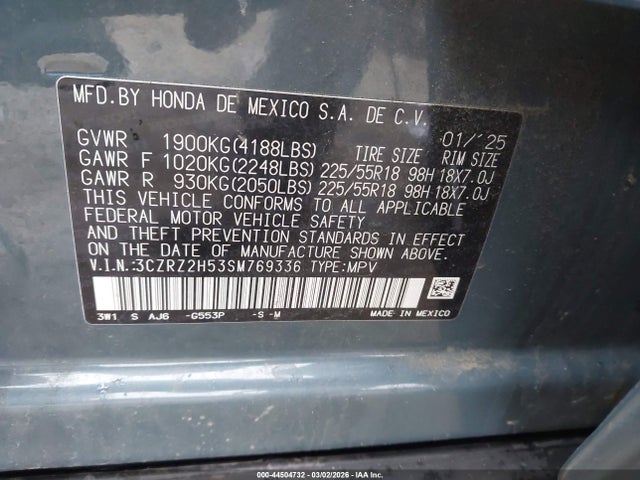 MFD.BY HONDA DE MEXICO S.A. DE C.V.
01/'25
GVWR 1900KG(4188LBS) TIRE SIZE RIM SIZE
GAWR F 1020KG(2248LBS) 225/55R18 98H 18X7.0J
GAWR R 930KG(2050LBS) 225/55R18 98H 18X7.0J
THIS VEHICLE CONFORMS TO ALL APPLICABLE
FEDERAL MOTOR VEHICLE SAFETY
AND THEFT PREVENTION STANDARDS IN EFFECT
ON THE DATE OF MANUFACTURE SHOWN ABOVE.
V.I.N.:3CZRZ2H53SM769336 TYPE:MPV
3W1 S AJ6 -G553P -S-M MADE IN MEXICO
000-44504732 - 03/02/2026 - IAA Inc.